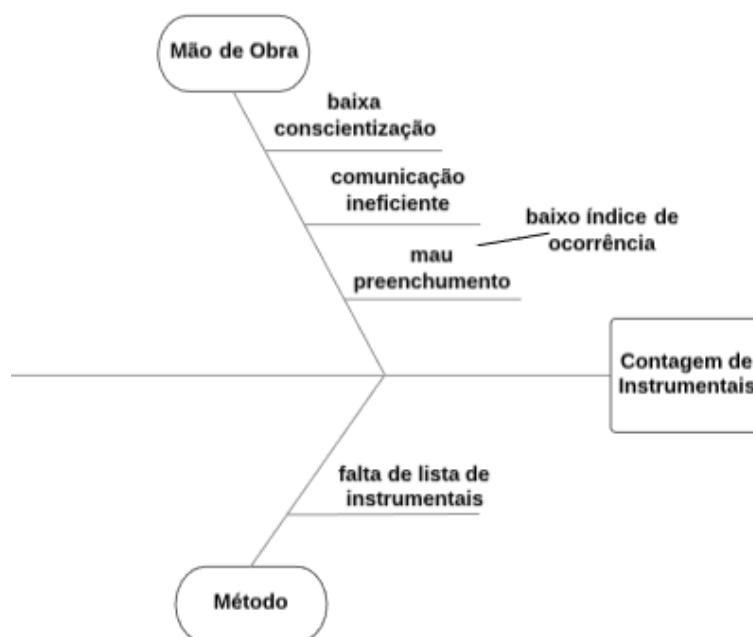 Mão de Obra
baixa
conscientização
comunicação
ineficiente
baixo índice de
ocorrência
mau
preenchumento
Contagem de
Instrumentais
falta de lista de
instrumentais
Método